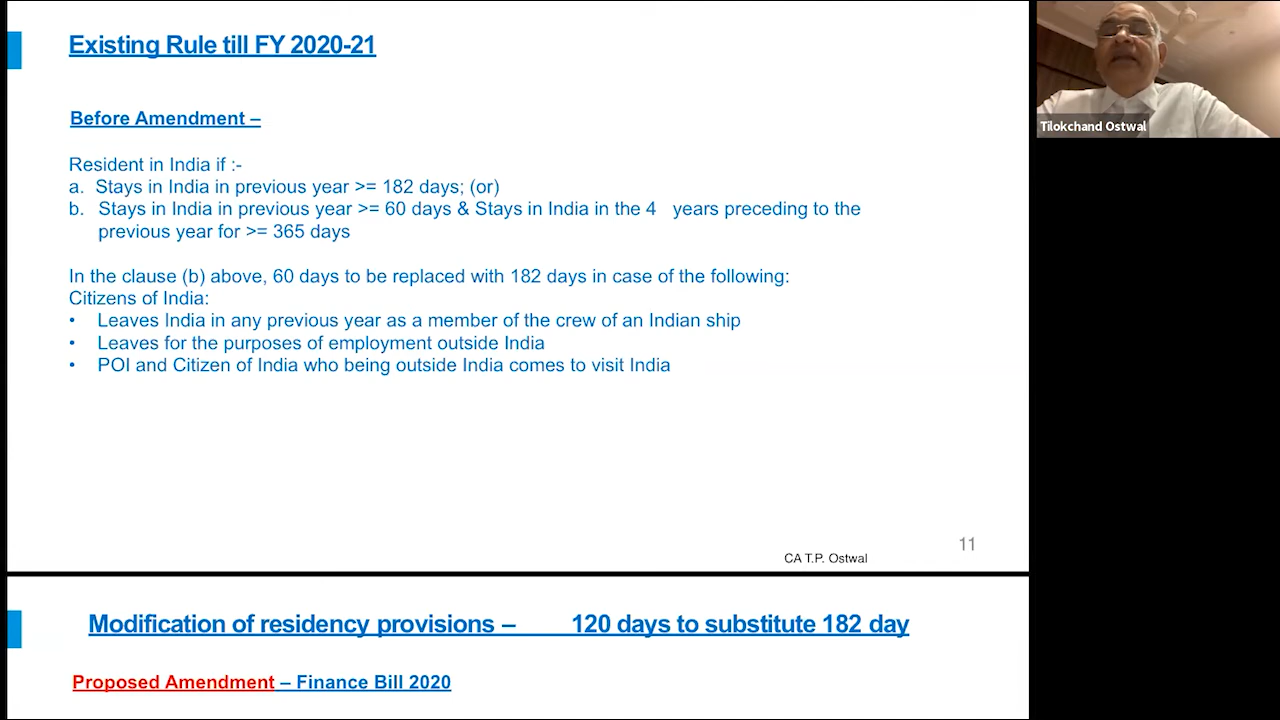 Existing Rule till FY 2020-21
Before Amendment –
Resident in India if :-
a. Stays in India in previous year >= 182 days; (or)
b. Stays in India in previous year >= 60 days & Stays in India in the 4 years preceding to the
previous year for >= 365 days
In the clause (b) above, 60 days to be replaced with 182 days in case of the following:
Citizens of India:
• Leaves India in any previous year as a member of the crew of an Indian ship
• Leaves for the purposes of employment outside India
• POI and Citizen of India who being outside India comes to visit India
11
CA T.P. Ostwal
Modification of residency provisions – 120 days to substitute 182 day
Proposed Amendment – Finance Bill 2020
Tilokchand Ostwal